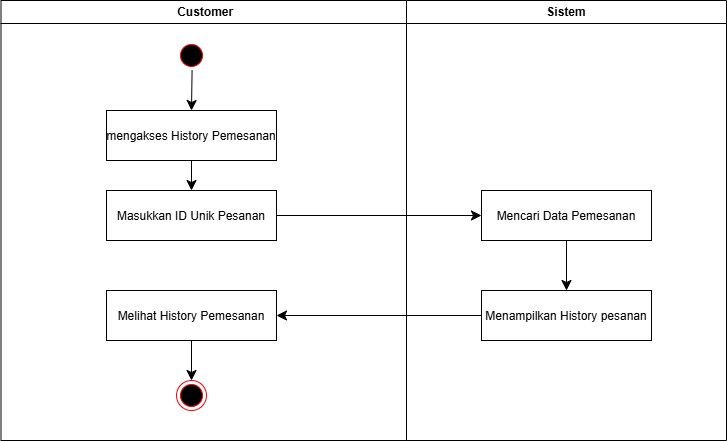 Customer
Sistem
mengakses History Pemesanan
Masukkan ID Unik Pesanan
Mencari Data Pemesanan
Melihat History Pemesanan
Menampilkan History pesanan